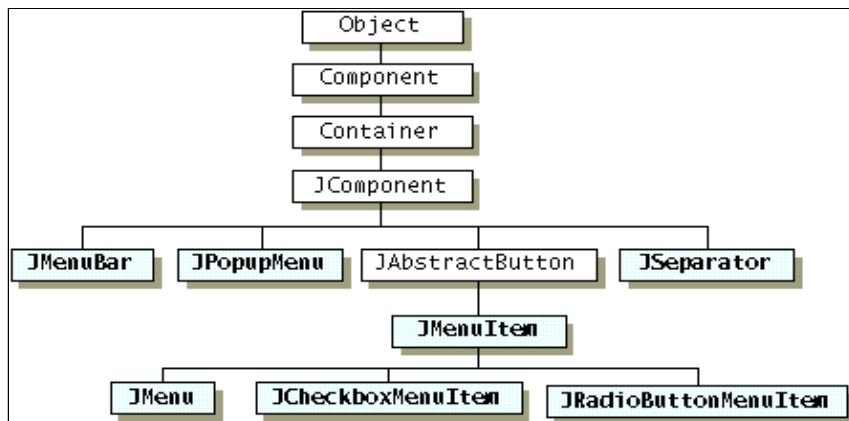 Object
Component
Container
JComponent
JMenuBar
JPopupMenu
JAbstractButton
JSeparator
JMenuItem
JMenu
JCheckboxMenuItem
JRadioButtonMenuItem